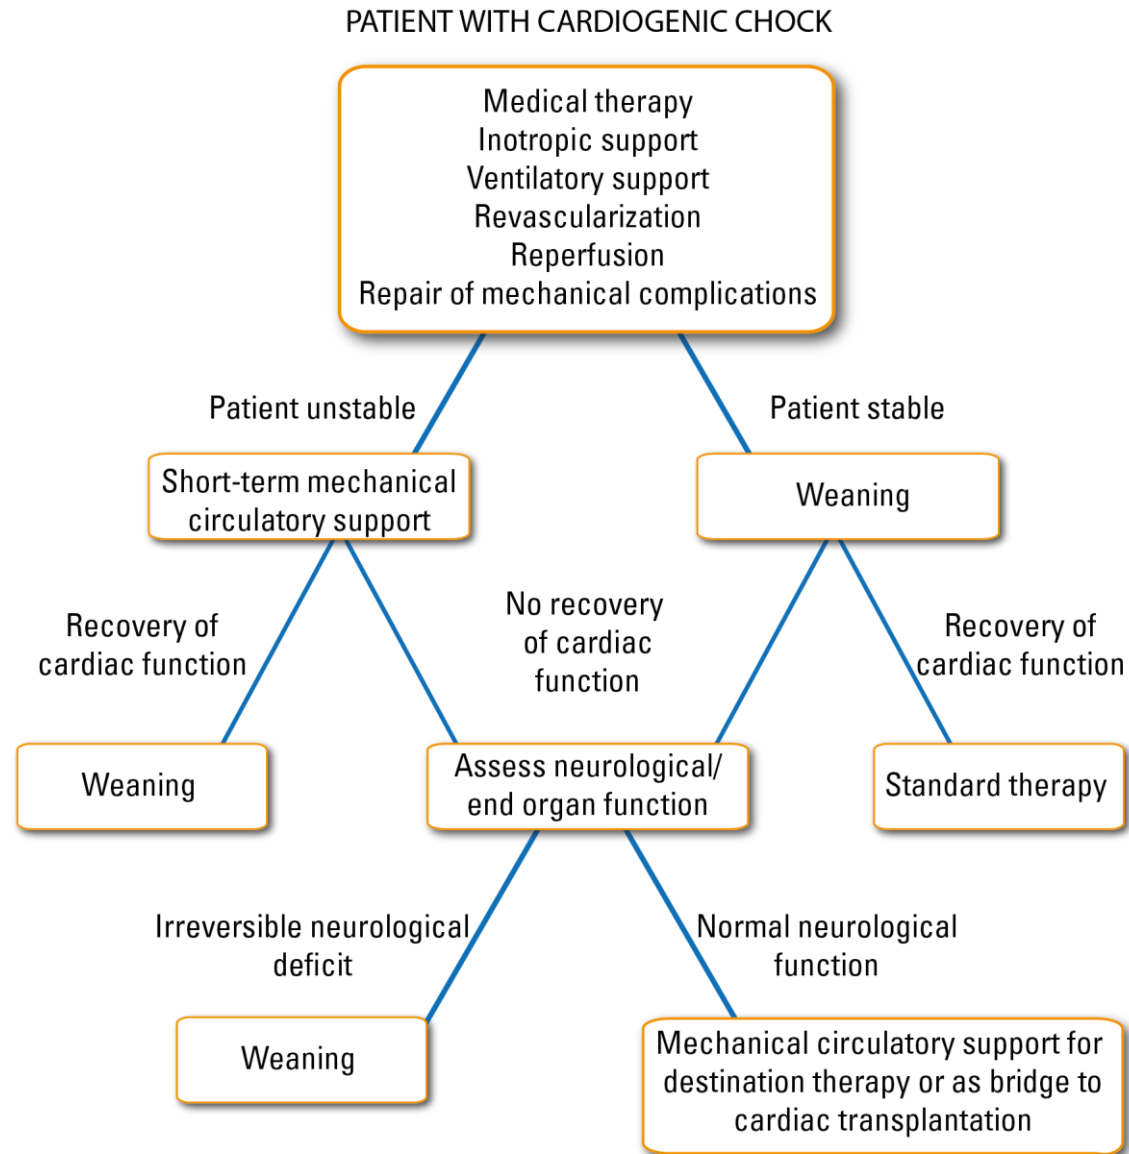 PATIENT WITH CARDIOGENIC CHOCK
Medical therapy
Inotropic support
Ventilatory support
Revascularization
Reperfusion
Repair of mechanical complications
Patient unstable
Patient stable
Short-term mechanical
circulatory support
Weaning
Recovery of
cardiac function
No recovery
of cardiac
function
Recovery of
cardiac function
Weaning
Assess neurological/
end organ function
Standard therapy
Irreversible neurological
deficit
Normal neurological
function
Weaning
Mechanical circulatory support for
destination therapy or as bridge to
cardiac transplantation